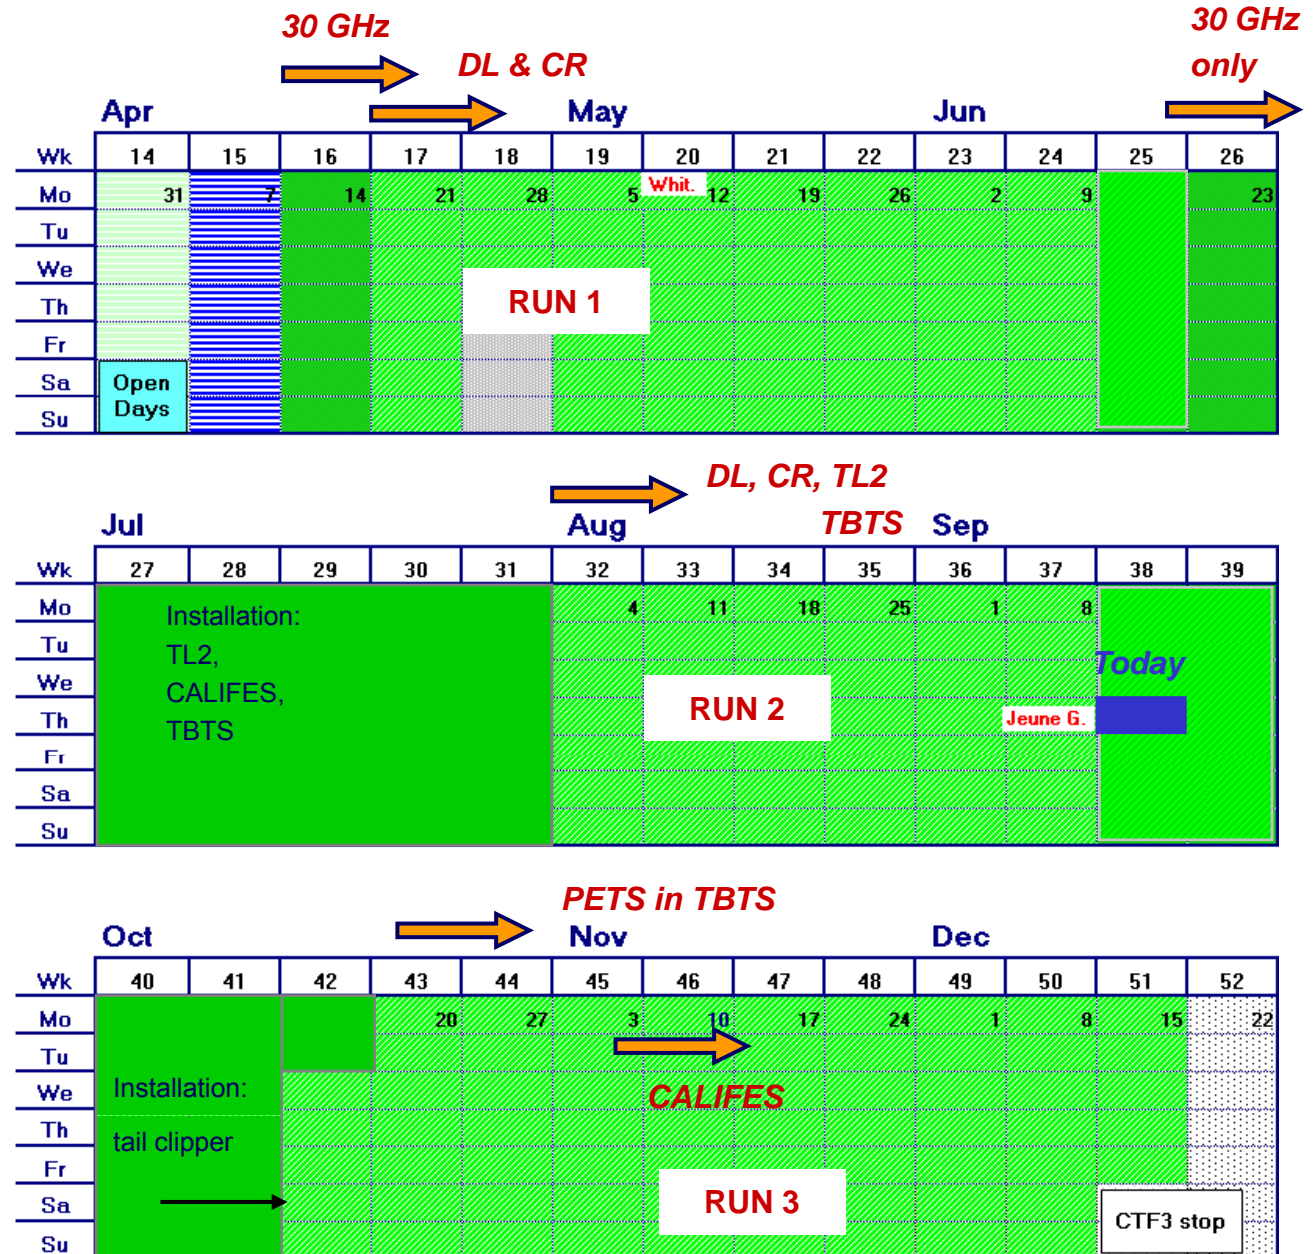 30 GHz
30 GHz
only
DL & CR
Apr May Jun
Wk 14 15 16 17 18 19 20 21 22 23 24 25 26
Mo 31 7 14 21 28 5 Whit. 12 19 26 2 9 23
Tu
We
Th
RUN 1
Fr
Sa
Open
Days
Su
DL, CR, TL2
TBTS
Jul Aug Sep
Wk 27 28 29 30 31 32 33 34 35 36 37 38 39
Mo 4 11 18 25 1 8
Installation:
Tu
TL2,
Today
We
CALIFES,
RUN 2
Th
TBTS
Jeune G.
Fr
Sa
Su
PETS in TBTS
Oct Nov Dec
Wk 40 41 42 43 44 45 46 47 48 49 50 51 52
Mo 20 27 3 10 17 24 1 8 15 22
Tu
We
Installation:
CALIFES
Th
tail clipper
Fr
Sa
RUN 3
CTF3 stop
Su